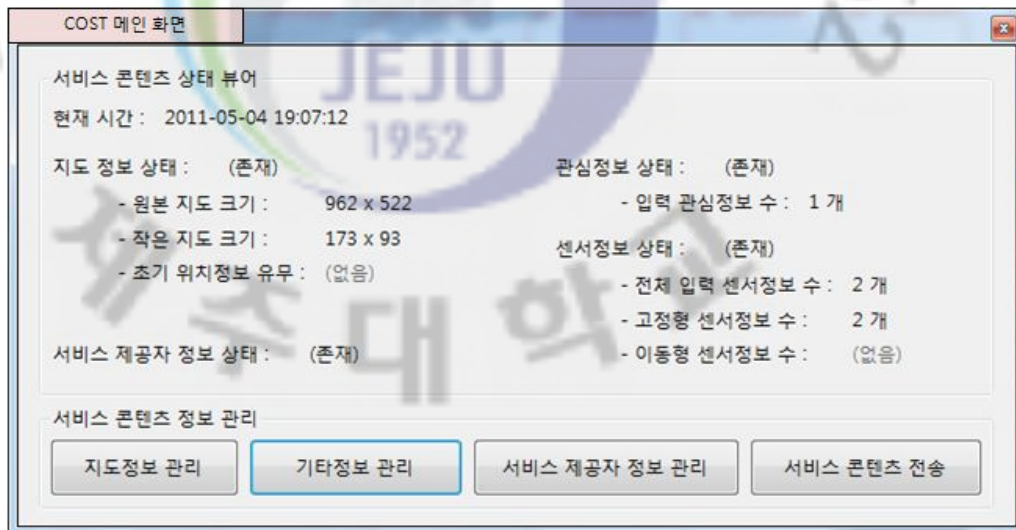 COST 메인 화면
서비스 콘텐츠 상태 뷰어
현재 시간 : 2011-05-04 19:07:12
지도 정보 상태 : (존재)
- 원본 지도 크기 : 962 x 522
- 작은 지도 크기 : 173 x 93
- 초기 위치정보 유무 : (없음)
서비스 제공자 정보 상태 : (존재)
관심정보 상태 : (존재)
- 입력 관심정보 수 : 1 개
센서정보 상태 : (존재)
- 전체 입력 센서정보 수 : 2 개
- 고정형 센서정보 수 : 2 개
- 이동형 센서정보 수 : (없음)
서비스 콘텐츠 정보 관리
지도정보 관리 기타정보 관리 서비스 제공자 정보 관리 서비스 콘텐츠 전송
JEJU
1952
제주대학교